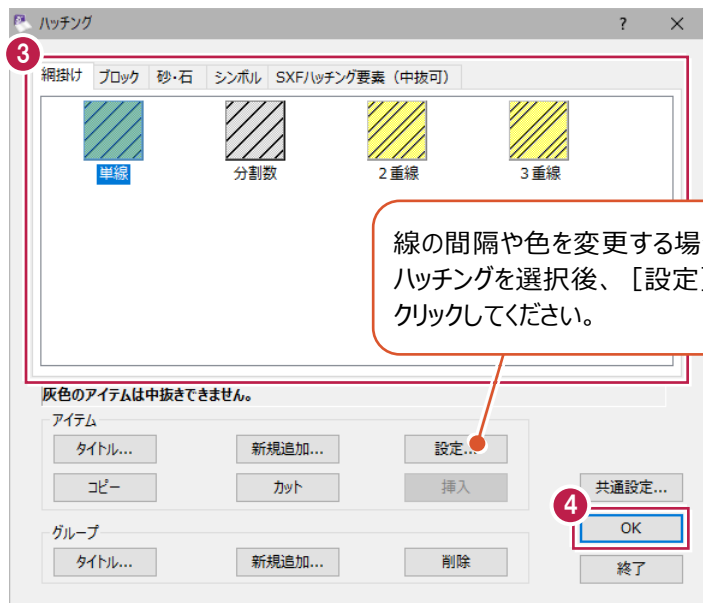 ハッチング
?
3
網掛け ブロック 砂・石 シンボル SXFハッチング要素（中抜可）
単線 分割数 2重線 3重線
線の間隔や色を変更する場
ハッチングを選択後、［設定］
クリックしてください。
灰色のアイテムは中抜きできません。
アイテム
タイトル... 新規追加... 設定...
コピー カット 挿入 共通設定...
4
OK
グループ
タイトル... 新規追加... 削除 終了